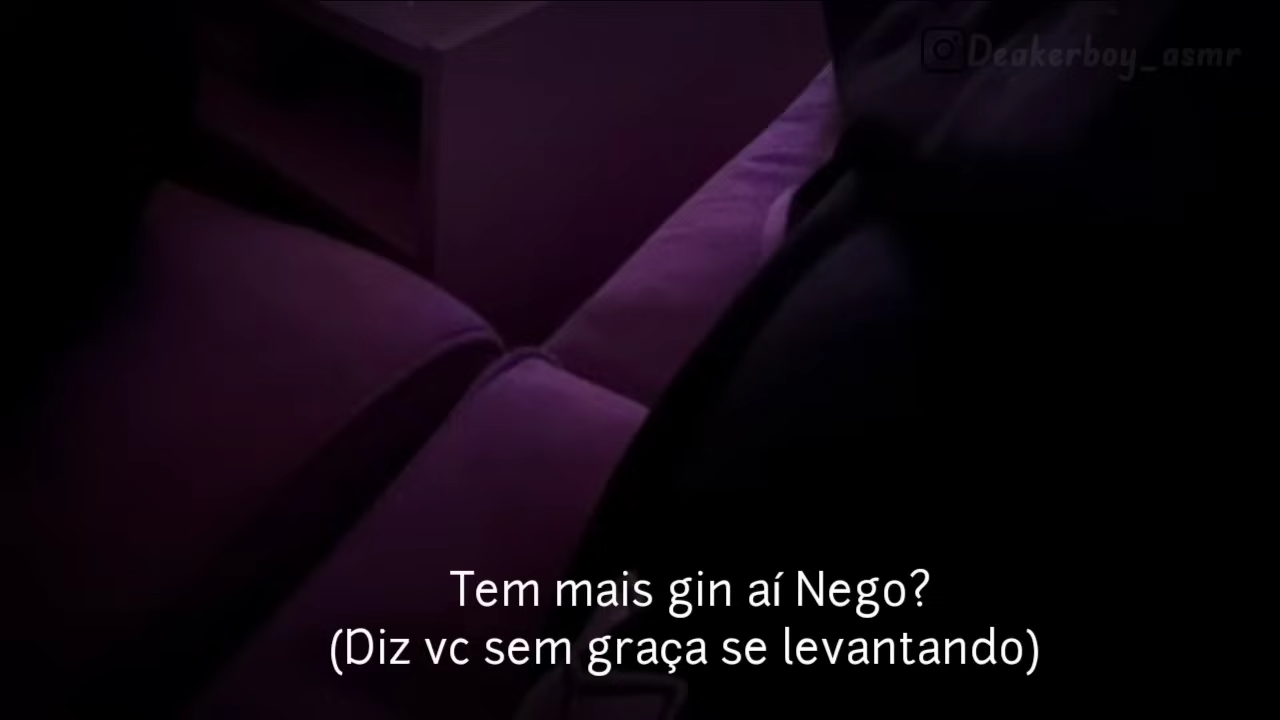 Deakerboy_asmr
Tem mais gin aí Nego?
(Diz vc sem graça se levantando)